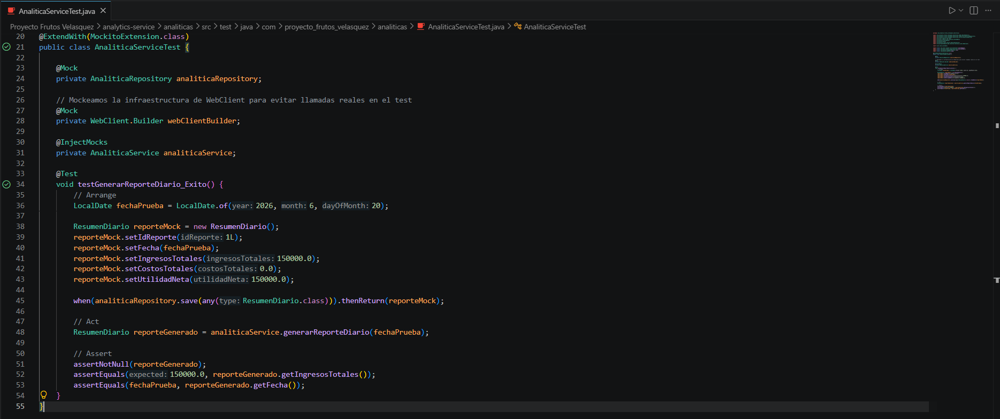 AnaliticaServiceTest.java
Proyecto Frutos Velasquez > analytics-service > analiticas > src > test > java > com > proyecto_frutos_velasquez > analiticas > AnaliticaServiceTest.java > AnaliticaServiceTest
20 @ExtendWith(MockitoExtension.class)
21 public class AnaliticaServiceTest {
22
23     @Mock
24     private AnaliticaRepository analiticaRepository;
25
26     // Mockeamos la infraestructura de WebClient para evitar llamadas reales en el test
27     @Mock
28     private WebClient.Builder webClientBuilder;
29
30     @InjectMocks
31     private AnaliticaService analiticaService;
32
33     @Test
34     void testGenerarReporteDiario_Exito() {
35         // Arrange
36         LocalDate fechaPrueba = LocalDate.of(year: 2026, month: 6, dayOfMonth: 20);
37
38         ResumenDiario reporteMock = new ResumenDiario();
39         reporteMock.setIdReporte(idReporte: 1L);
40         reporteMock.setFecha(fechaPrueba);
41         reporteMock.setIngresosTotales(ingresosTotales: 150000.0);
42         reporteMock.setCostosTotales(costosTotales: 0.0);
43         reporteMock.setUtilidadNeta(utilidadNeta: 150000.0);
44
45         when(analiticaRepository.save(any(type: ResumenDiario.class))).thenReturn(reporteMock);
46
47         // Act
48         ResumenDiario reporteGenerado = analiticaService.generarReporteDiario(fechaPrueba);
49
50         // Assert
51         assertNotNull(reporteGenerado);
52         assertEquals(expected: 150000.0, reporteGenerado.getIngresosTotales());
53         assertEquals(fechaPrueba, reporteGenerado.getFecha());
54     }
55 }